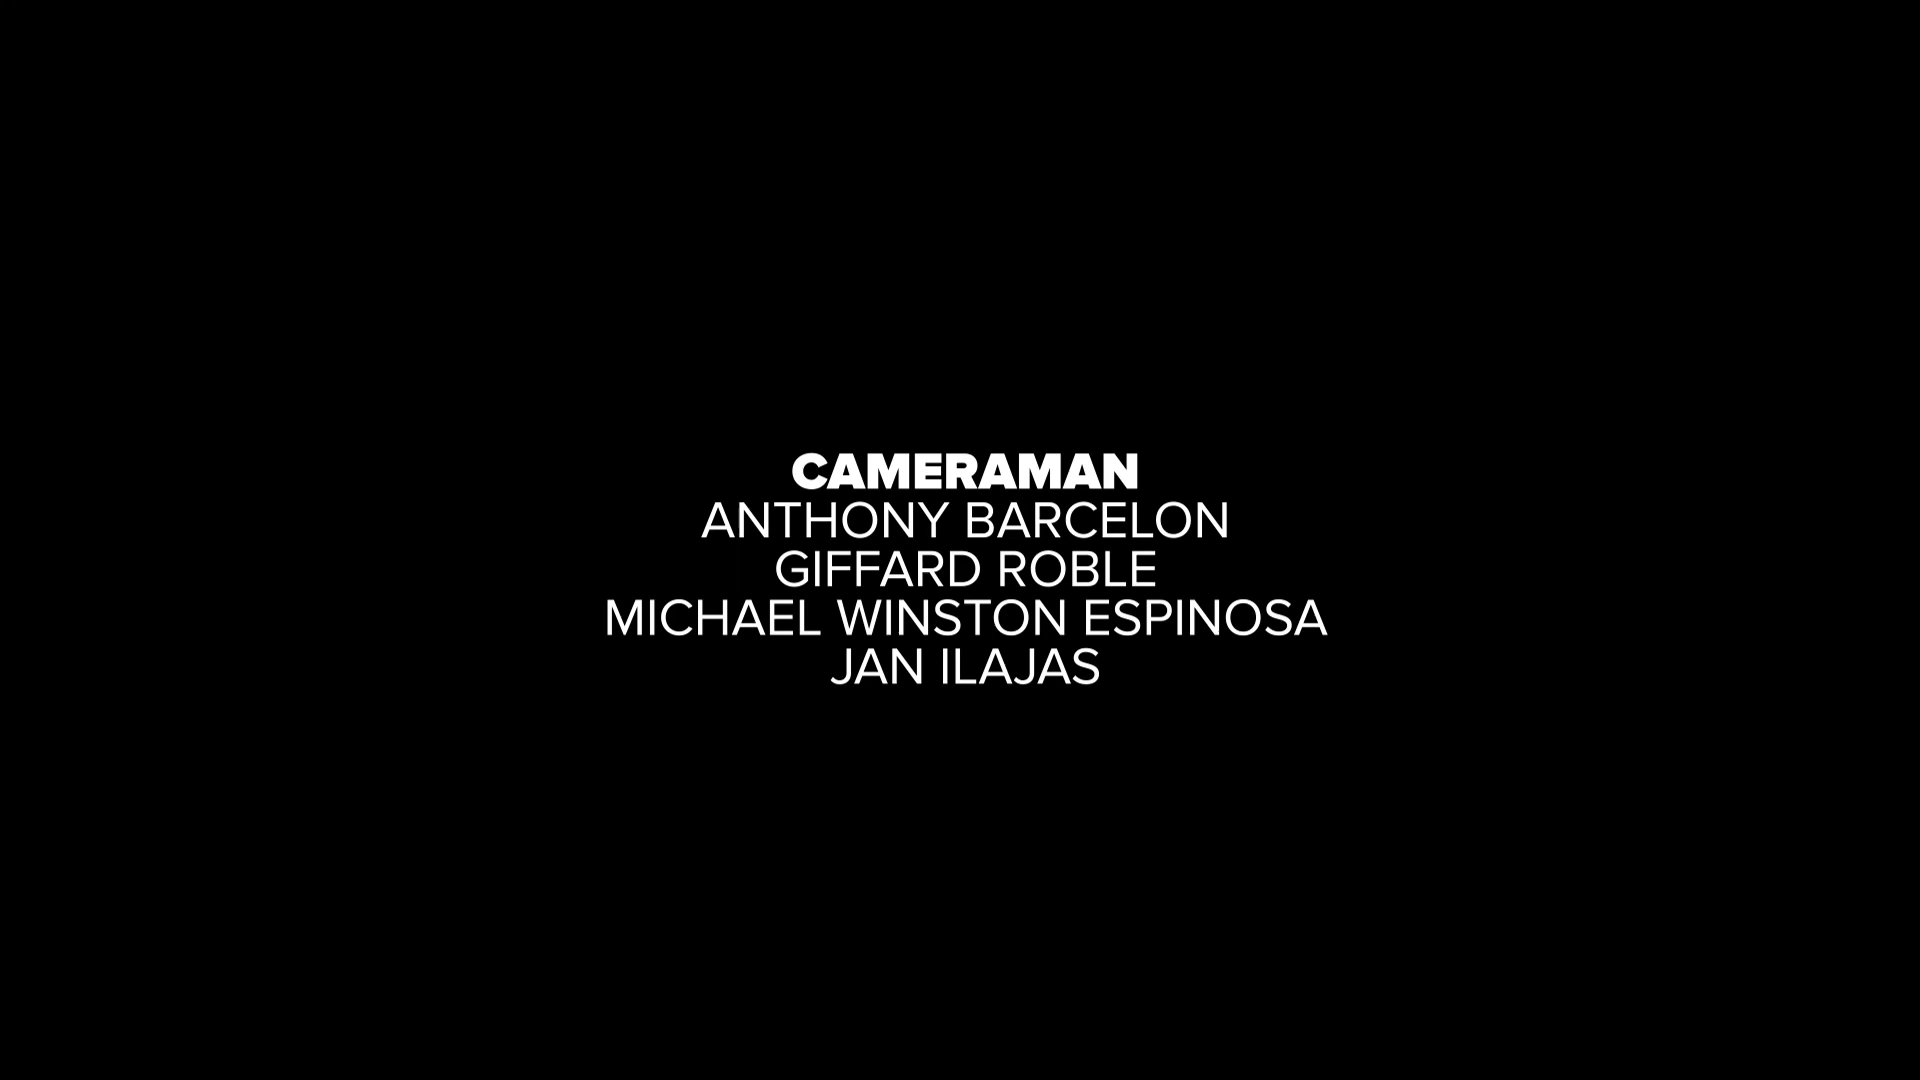 CAMERAMAN
ANTHONY BARCELON
GIFFARD ROBLE
MICHAEL WINSTON ESPINOSA
JAN ILAJAS